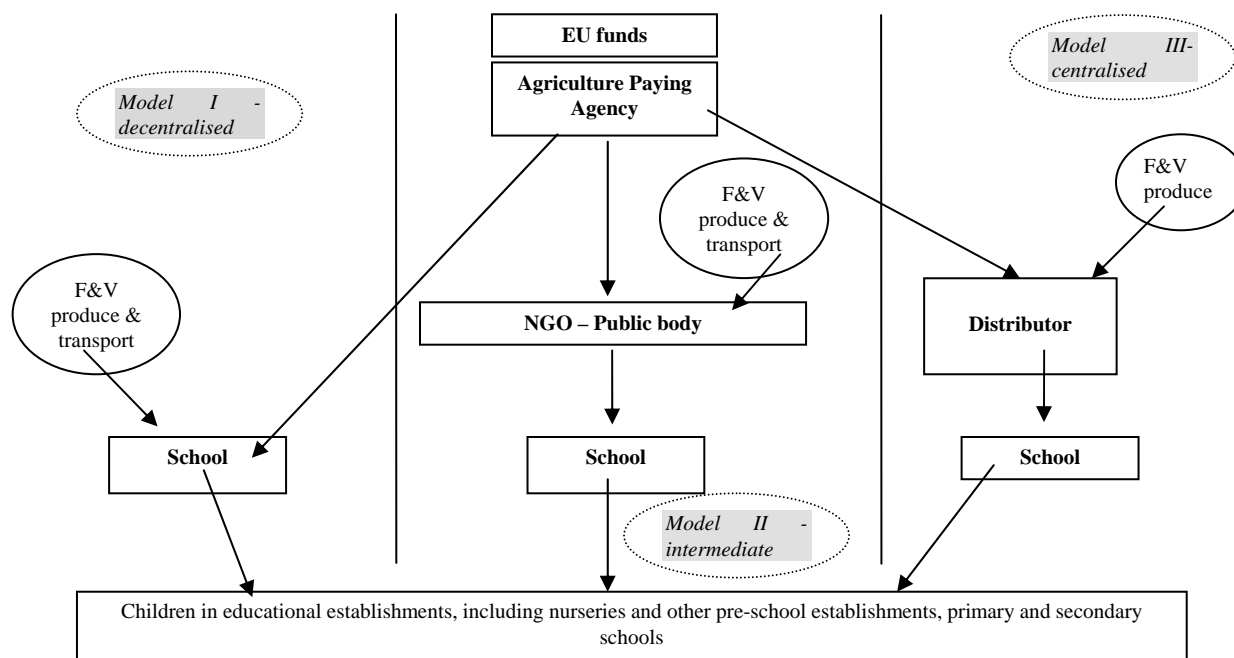 EU funds
Agriculture Paying
Agency
Model I -
decentralised
Model III-
centralised
F&V
produce &
transport
F&V
produce
F&V
produce &
transport
NGO – Public body
Distributor
School
School
School
Model II -
intermediate
Children in educational establishments, including nurseries and other pre-school establishments, primary and secondary
schools